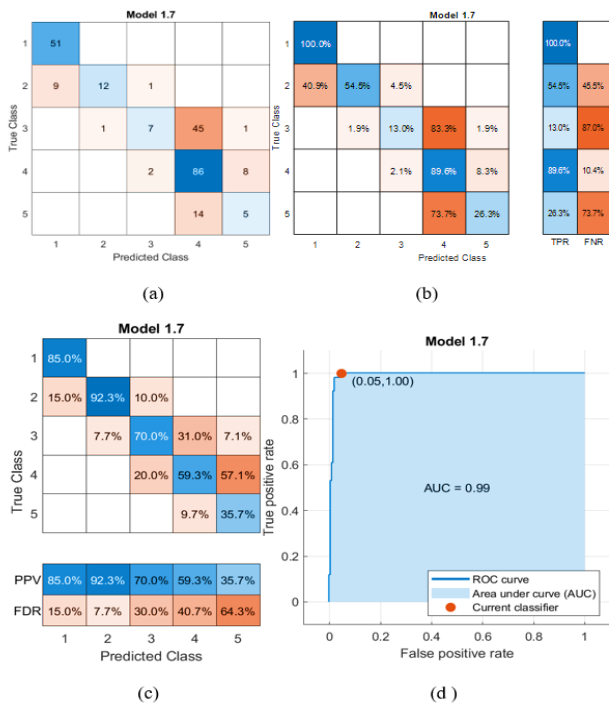 Model 1.7
1 51
2 9 12 1
3 1 7 45 1
4 2 86 8
5 14 5
True Class
1 2 3 4 5
Predicted Class
(a)
Model 1.7
1 100.0% 100.0%
2 40.9% 54.5% 4.5% 54.5% 45.5%
3 1.9% 13.0% 83.3% 1.9% 13.0% 87.0%
4 2.1% 89.6% 8.3% 89.6% 10.4%
5 73.7% 26.3% 26.3% 73.7%
True Class
1 2 3 4 5 TPR FNR
Predicted Class
(b)
Model 1.7
1 85.0%
2 15.0% 92.3% 10.0%
3 7.7% 70.0% 31.0% 7.1%
4 20.0% 59.3% 57.1%
5 9.7% 35.7%
True Class
PPV 85.0% 92.3% 70.0% 59.3% 35.7%
FDR 15.0% 7.7% 30.0% 40.7% 64.3%
1 2 3 4 5
Predicted Class
(c)
Model 1.7
1
0.8
0.6
0.4
0.2
0
True positive rate
(0.05,1.00)
AUC = 0.99
ROC curve
Area under curve (AUC)
Current classifier
0 0.2 0.4 0.6 0.8 1
False positive rate
(d )